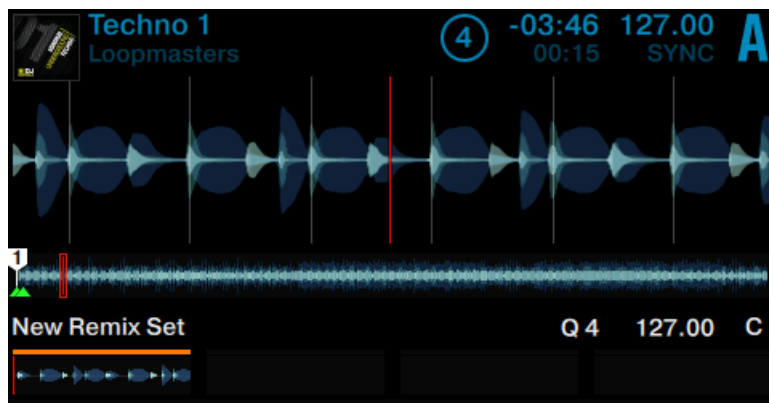 Techno 1
Loopmasters
4
-03:46 127.00 A
00:15 SYNC
1
New Remix Set Q 4 127.00 C